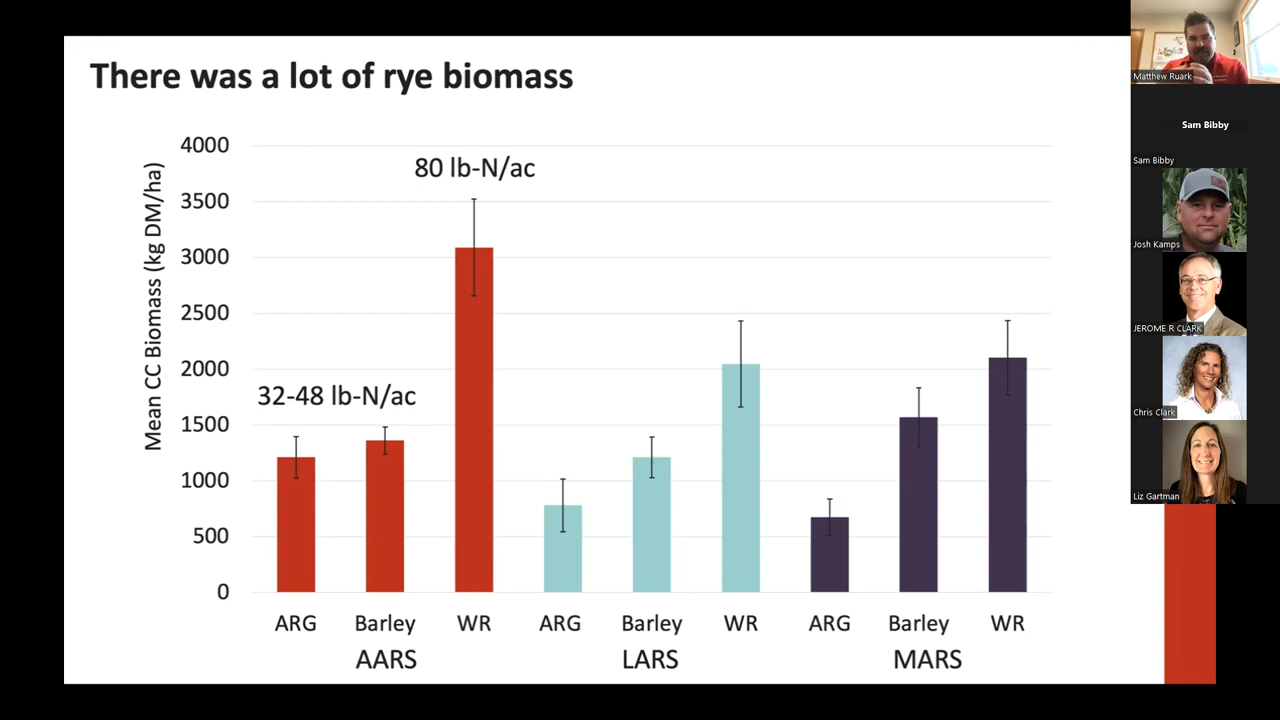 There was a lot of rye biomass
Mean CC Biomass (kg DM/ha)
4000
3500
3000
2500
2000
1500
1000
500
0
80 lb-N/ac
32-48 lb-N/ac
ARG Barley WR ARG Barley WR ARG Barley WR
AARS LARS MARS
Matthew Ruark
Sam Bibby
Sam Bibby
Josh Kamps
JEROME R CLARK
Chris Clark
Liz Gartman